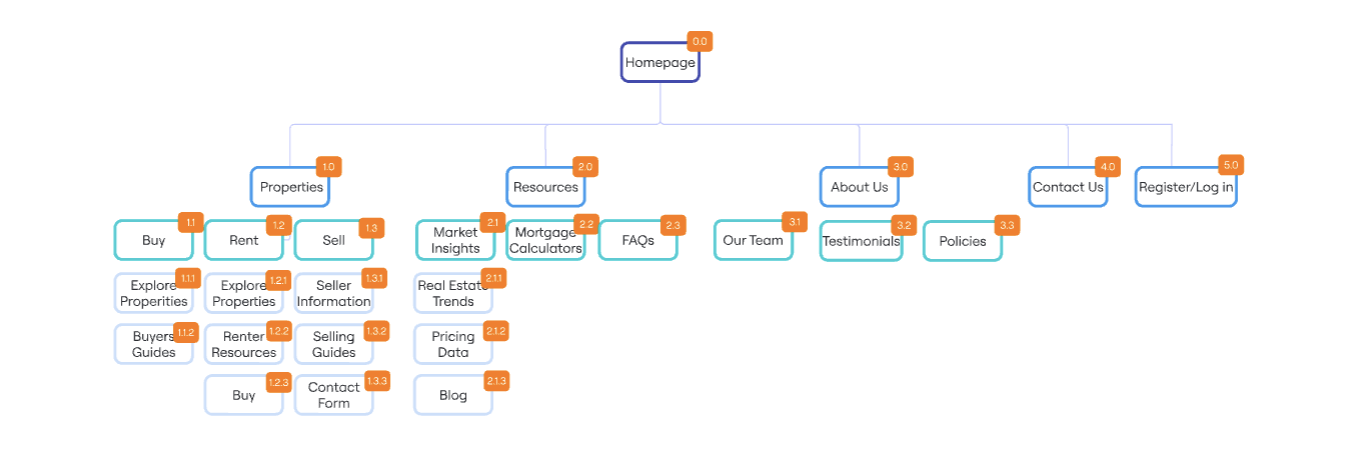 0.0
Homepage
1.0
Properties
2.0
Resources
3.0
About Us
4.0
Contact Us
5.0
Register/Log in
1.1
Buy
1.2
Rent
1.3
Sell
2.1
Market
Insights
2.2
Mortgage
Calculators
2.3
FAQs
3.1
Our Team
3.2
Testimonials
3.3
Policies
1.1.1
Explore
Properities
1.2.1
Explore
Properties
1.3.1
Seller
Information
2.1.1
Real Estate
Trends
1.1.2
Buyers
Guides
1.2.2
Renter
Resources
1.3.2
Selling
Guides
2.1.2
Pricing
Data
1.2.3
Buy
1.3.3
Contact
Form
2.1.3
Blog